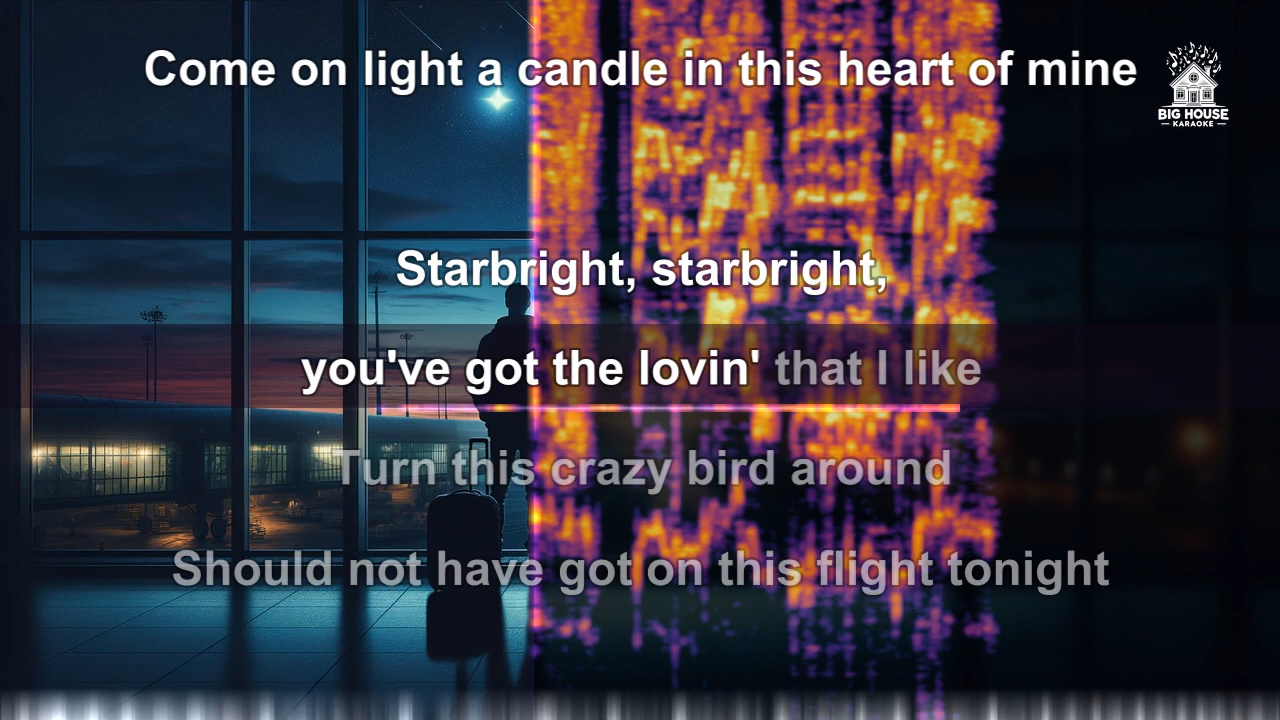 Come on light a candle in this heart of mine
BIG HOUSE
KARAOKE
Starbright, starbright,
you've got the lovin' that I like
Turn this crazy bird around
Should not have got on this flight tonight